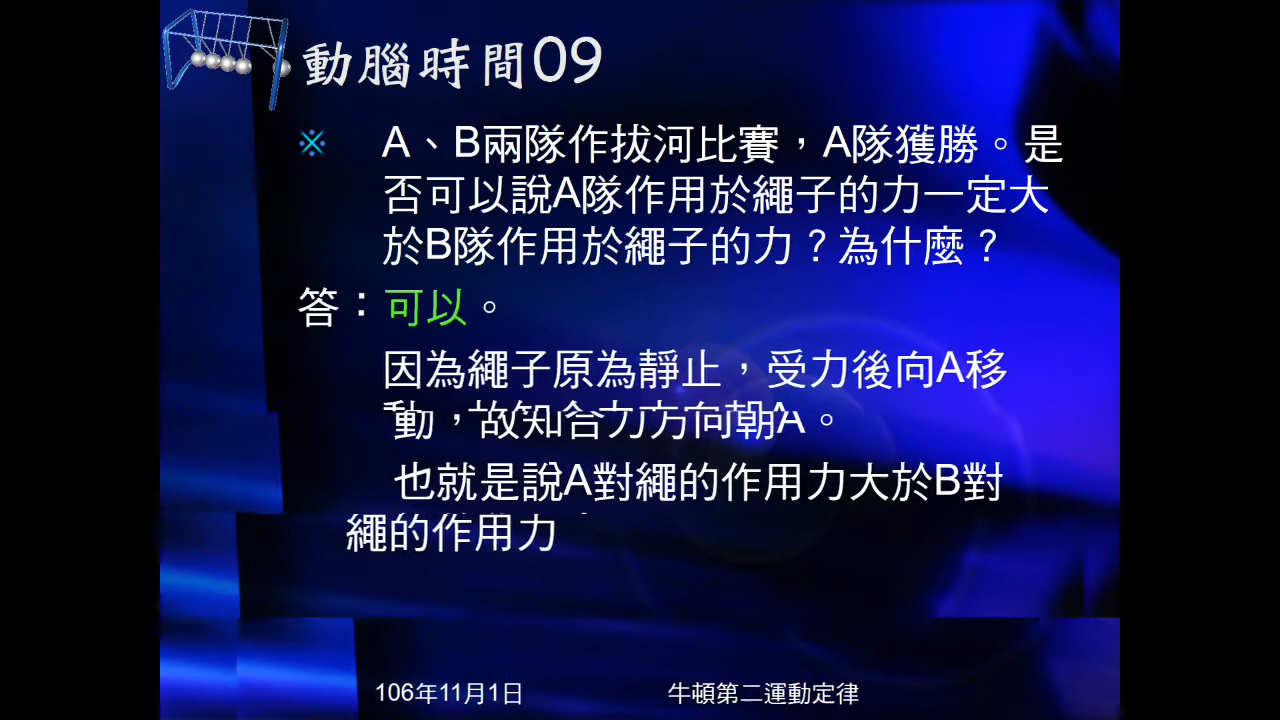 動腦時間09
※ A、B兩隊作拔河比賽，A隊獲勝。是
否可以說A隊作用於繩子的力一定大
於B隊作用於繩子的力？為什麼？
答：可以。
因為繩子原為靜止，受力後向A移
動，故知合力方向朝A。
也就是說A對繩的作用力大於B對
繩的作用力
106年11月1日
牛頓第二運動定律